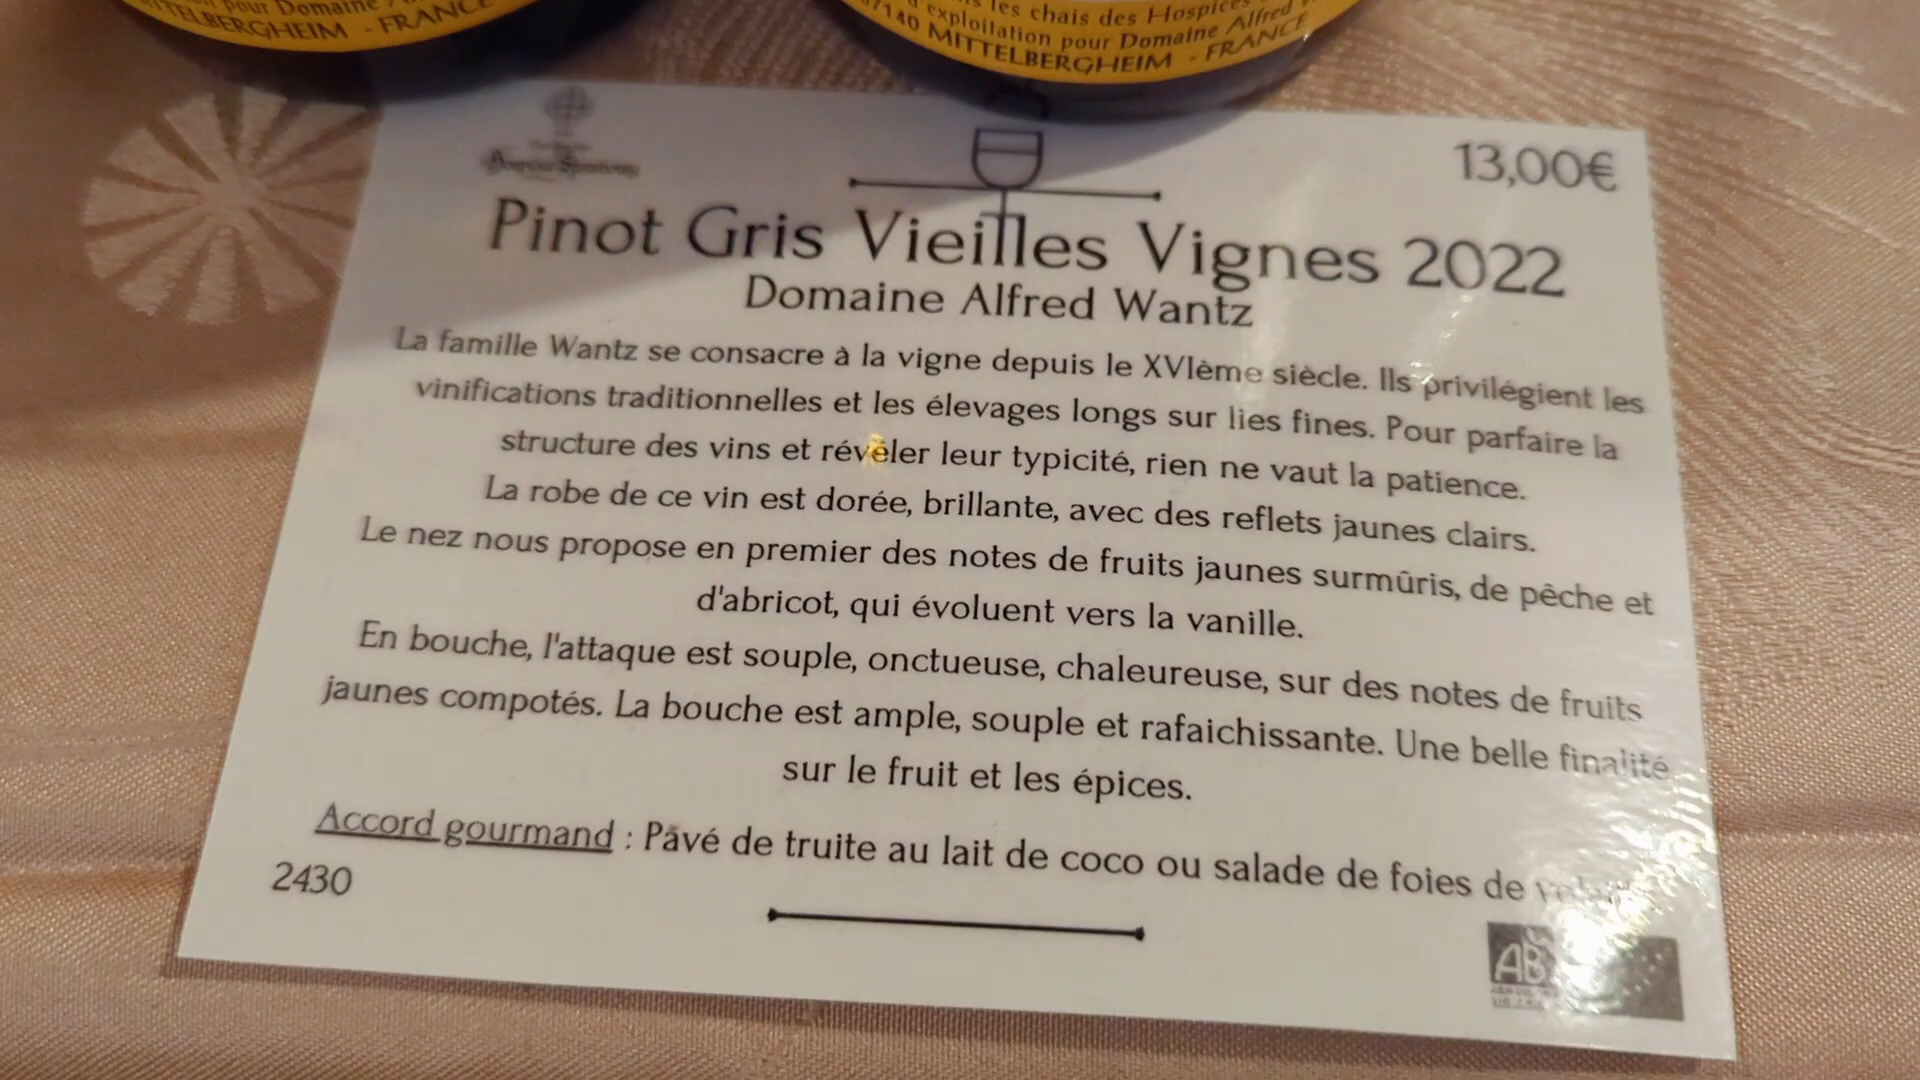 pour Domaine
MITTELBERGHEIM - FRANCE
les chais des Hospices
d'exploitation pour Domaine Alfred
67140 MITTELBERGHEIM - FRANCE
13,00€
Pinot Gris Vieilles Vignes 2022
Domaine Alfred Wantz
La famille Wantz se consacre à la vigne depuis le XVIème siècle. Ils privilégient les
vinifications traditionnelles et les élevages longs sur lies fines. Pour parfaire la
structure des vins et révéler leur typicité, rien ne vaut la patience.
La robe de ce vin est dorée, brillante, avec des reflets jaunes clairs.
Le nez nous propose en premier des notes de fruits jaunes surmûris, de pêche et
d'abricot, qui évoluent vers la vanille.
En bouche, l'attaque est souple, onctueuse, chaleureuse, sur des notes de fruits
jaunes compotés. La bouche est ample, souple et rafaichissante. Une belle finalité
sur le fruit et les épices.
Accord gourmand : Pavé de truite au lait de coco ou salade de foies de
2430
AB